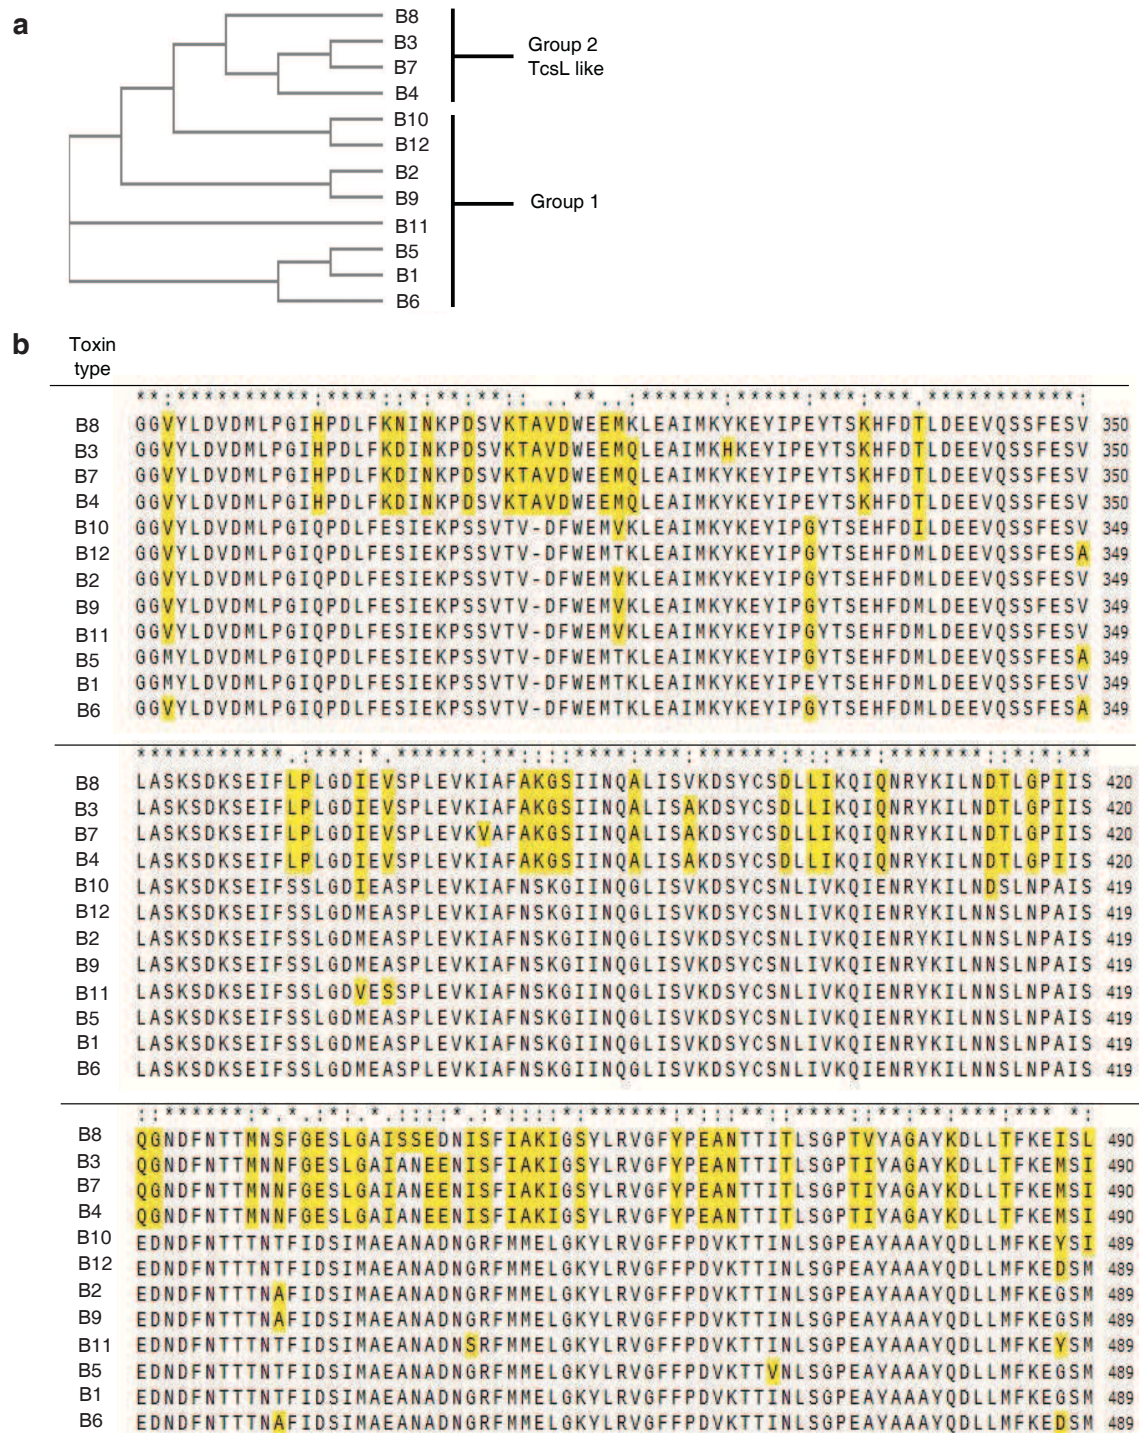 a
B8
B3
B7
B4
B10
B12
B2
B9
B11
B5
B1
B6
Group 2
TcsL like
Group 1
b
Toxin
type
B8 GGVYLDVDMLPGIHPDLFKNINKPDSVKTAVDWEEMKLEAIMKYKEYIPEYTSKHFDTLDEEVQSSFESV 350
B3 GGVYLDVDMLPGIHPDLFKDINKPDSVKTAVDWEEMQLEAIMKHKEYIPEYTSKHFDTLDEEVQSSFESV 350
B7 GGVYLDVDMLPGIHPDLFKDINKPDSVKTAVDWEEMQLEAIMKYKEYIPEYTSKHFDTLDEEVQSSFESV 350
B4 GGVYLDVDMLPGIHPDLFKDINKPDSVKTAVDWEEMQLEAIMKYKEYIPEYTSKHFDTLDEEVQSSFESV 350
B10 GGVYLDVDMLPGIQPDLFESIEKPSSVTV-DFWEMVKLEAIMKYKEYIPGYTSEHFDILDEEVQSSFESV 349
B12 GGVYLDVDMLPGIQPDLFESIEKPSSVTV-DFWEMTKLEAIMKYKEYIPGYTSEHFDMLDEEVQSSFESA 349
B2 GGVYLDVDMLPGIQPDLFESIEKPSSVTV-DFWEMVKLEAIMKYKEYIPGYTSEHFDMLDEEVQSSFESV 349
B9 GGVYLDVDMLPGIQPDLFESIEKPSSVTV-DFWEMVKLEAIMKYKEYIPGYTSEHFDMLDEEVQSSFESV 349
B11 GGVYLDVDMLPGIQPDLFESIEKPSSVTV-DFWEMVKLEAIMKYKEYIPGYTSEHFDMLDEEVQSSFESV 349
B5 GGMYLDVDMLPGIQPDLFESIEKPSSVTV-DFWEMTKLEAIMKYKEYIPGYTSEHFDMLDEEVQSSFESA 349
B1 GGMYLDVDMLPGIQPDLFESIEKPSSVTV-DFWEMTKLEAIMKYKEYIPEYTSEHFDMLDEEVQSSFESV 349
B6 GGVYLDVDMLPGIQPDLFESIEKPSSVTV-DFWEMTKLEAIMKYKEYIPGYTSEHFDMLDEEVQSSFESA 349
B8 LASKSDKSEIFLPLGDIEVSPLEVKIAFAKGSIINQALISVKDSYCSDLLIKQIQNRYKILNDTLGPIIS 420
B3 LASKSDKSEIFLPLGDIEVSPLEVKIAFAKGSIINQALISAKDSYCSDLLIKQIQNRYKILNDTLGPIIS 420
B7 LASKSDKSEIFLPLGDIEVSPLEVKVAFAKGSIINQALISAKDSYCSDLLIKQIQNRYKILNDTLGPIIS 420
B4 LASKSDKSEIFLPLGDIEVSPLEVKIAFAKGSIINQALISAKDSYCSDLLIKQIQNRYKILNDTLGPIIS 420
B10 LASKSDKSEIFSSLGDIEASPLEVKIAFNSKGIINQGLISVKDSYCSNLIVKQIENRYKILNDSLNPAIS 419
B12 LASKSDKSEIFSSLGDMEASPLEVKIAFNSKGIINQGLISVKDSYCSNLIVKQIENRYKILNNSLNPAIS 419
B2 LASKSDKSEIFSSLGDMEASPLEVKIAFNSKGIINQGLISVKDSYCSNLIVKQIENRYKILNNSLNPAIS 419
B9 LASKSDKSEIFSSLGDMEASPLEVKIAFNSKGIINQGLISVKDSYCSNLIVKQIENRYKILNNSLNPAIS 419
B11 LASKSDKSEIFSSLGDVESSPLEVKIAFNSKGIINQGLISVKDSYCSNLIVKQIENRYKILNNSLNPAIS 419
B5 LASKSDKSEIFSSLGDMEASPLEVKIAFNSKGIINQGLISVKDSYCSNLIVKQIENRYKILNNSLNPAIS 419
B1 LASKSDKSEIFSSLGDMEASPLEVKIAFNSKGIINQGLISVKDSYCSNLIVKQIENRYKILNNSLNPAIS 419
B6 LASKSDKSEIFSSLGDMEASPLEVKIAFNSKGIINQGLISVKDSYCSNLIVKQIENRYKILNNSLNPAIS 419
B8 QGNDFNTTMNSFGESLGAISSEDNISFIAKIGSYLRVGFYPEANTTITLSGPTVYAGAYKDLLTFKEISL 490
B3 QGNDFNTTMNNFGESLGAIANEENISFIAKIGSYLRVGFYPEANTTITLSGPTIYAGAYKDLLTFKEMSI 490
B7 QGNDFNTTMNNFGESLGAIANEENISFIAKIGSYLRVGFYPEANTTITLSGPTIYAGAYKDLLTFKEMSI 490
B4 QGNDFNTTMNNFGESLGAIANEENISFIAKIGSYLRVGFYPEANTTITLSGPTIYAGAYKDLLTFKEMSI 490
B10 EDNDFNTTTNTFIDSIMAEANADNGRFMMELGKYLRVGFFPDVKTTINLSGPEAYAAAYQDLLMFKEYSI 489
B12 EDNDFNTTTNTFIDSIMAEANADNGRFMMELGKYLRVGFFPDVKTTINLSGPEAYAAAYQDLLMFKEDSM 489
B2 EDNDFNTTTNAFIDSIMAEANADNGRFMMELGKYLRVGFFPDVKTTINLSGPEAYAAAYQDLLMFKEGSM 489
B9 EDNDFNTTTNAFIDSIMAEANADNGRFMMELGKYLRVGFFPDVKTTINLSGPEAYAAAYQDLLMFKEGSM 489
B11 EDNDFNTTTNTFIDSIMAEANADNSRFMMELGKYLRVGFFPDVKTTINLSGPEAYAAAYQDLLMFKEYSM 489
B5 EDNDFNTTTNTFIDSIMAEANADNGRFMMELGKYLRVGFFPDVKTTVNLSGPEAYAAAYQDLLMFKEGSM 489
B1 EDNDFNTTTNTFIDSIMAEANADNGRFMMELGKYLRVGFFPDVKTTINLSGPEAYAAAYQDLLMFKEGSM 489
B6 EDNDFNTTTNAFIDSIMAEANADNGRFMMELGKYLRVGFFPDVKTTINLSGPEAYAAAYQDLLMFKEDSM 489